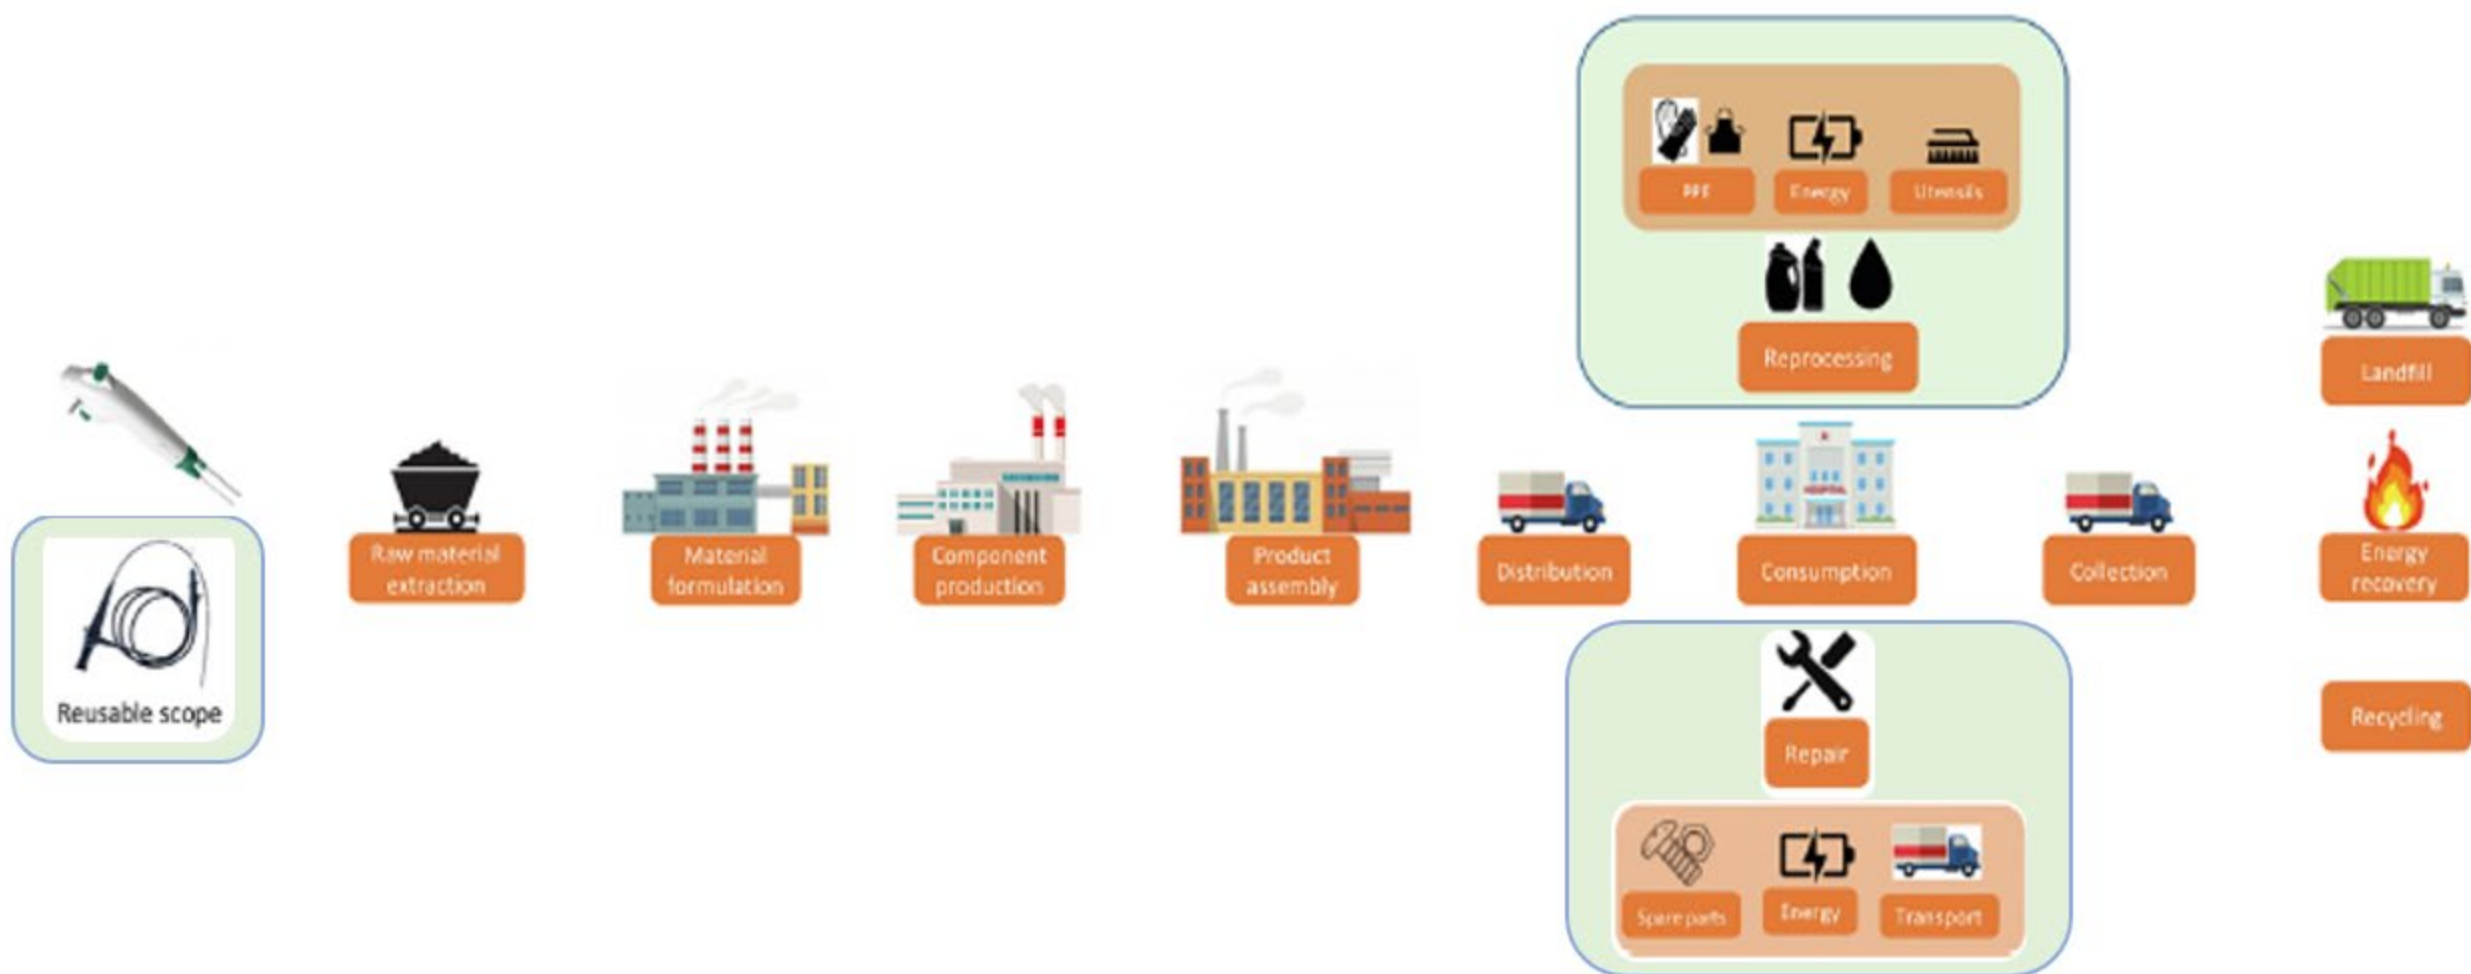 PPE
Energy
Utensils
Reprocessing
Landfill
HOSPITAL
Raw material
extraction
Material
formulation
Component
production
Product
assembly
Distribution
Consumption
Collection
Energy
recovery
Reusable scope
Repair
Recycling
Spare parts
Energy
Transport